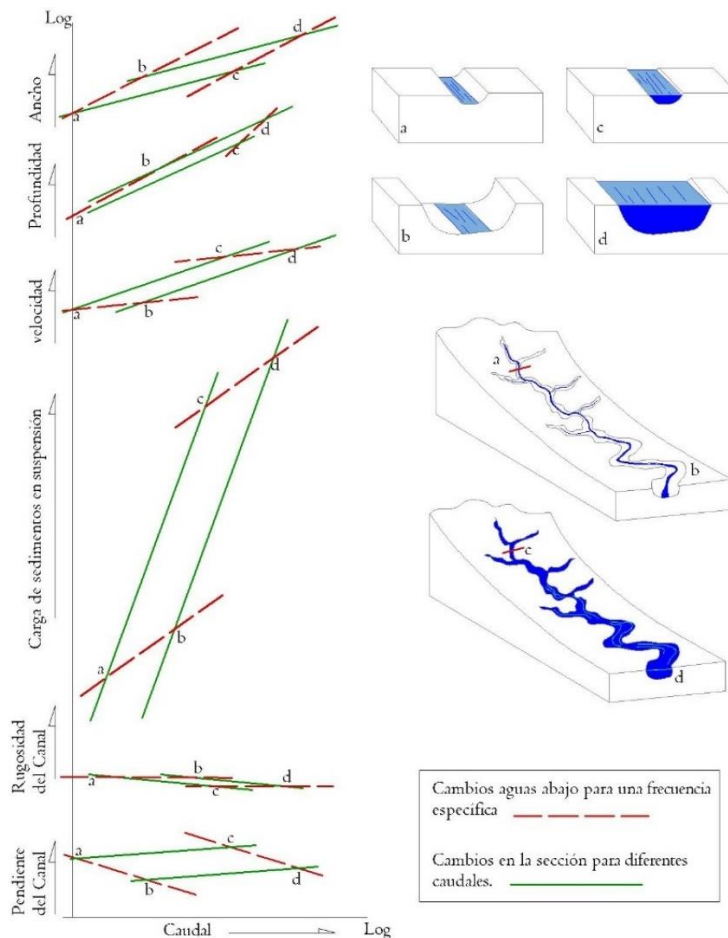 Log
Ancho
a
b
c
d
Profundidad
a
b
c
d
velocidad
a
b
c
d
Carga de sedimentos en suspensión
a
b
c
d
Rugosidad
del Canal
a
b
c
d
Pendiente
del Canal
a
b
c
d
Caudal
Log
a
c
b
d
a
b
c
d
Cambios aguas abajo para una frecuencia
específica
Cambios en la sección para diferentes
caudales.